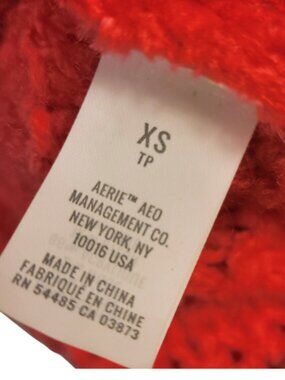 XS
TP
AERIE™ AEO
MANAGEMENT CO.
NEW YORK, NY
10016 USA
MADE IN CHINA
FABRIQUÉ EN CHINE
RN 54485 CA 03873